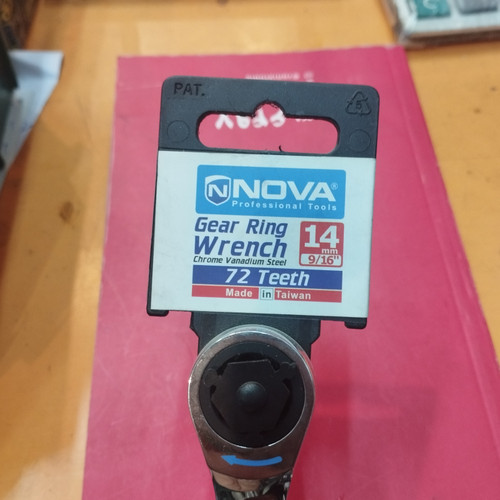 PAT.
5
N NOVA®
Professional Tools
Gear Ring
Wrench
Chrome Vanadium Steel
14
mm
9/16"
72 Teeth
Made in Taiwan